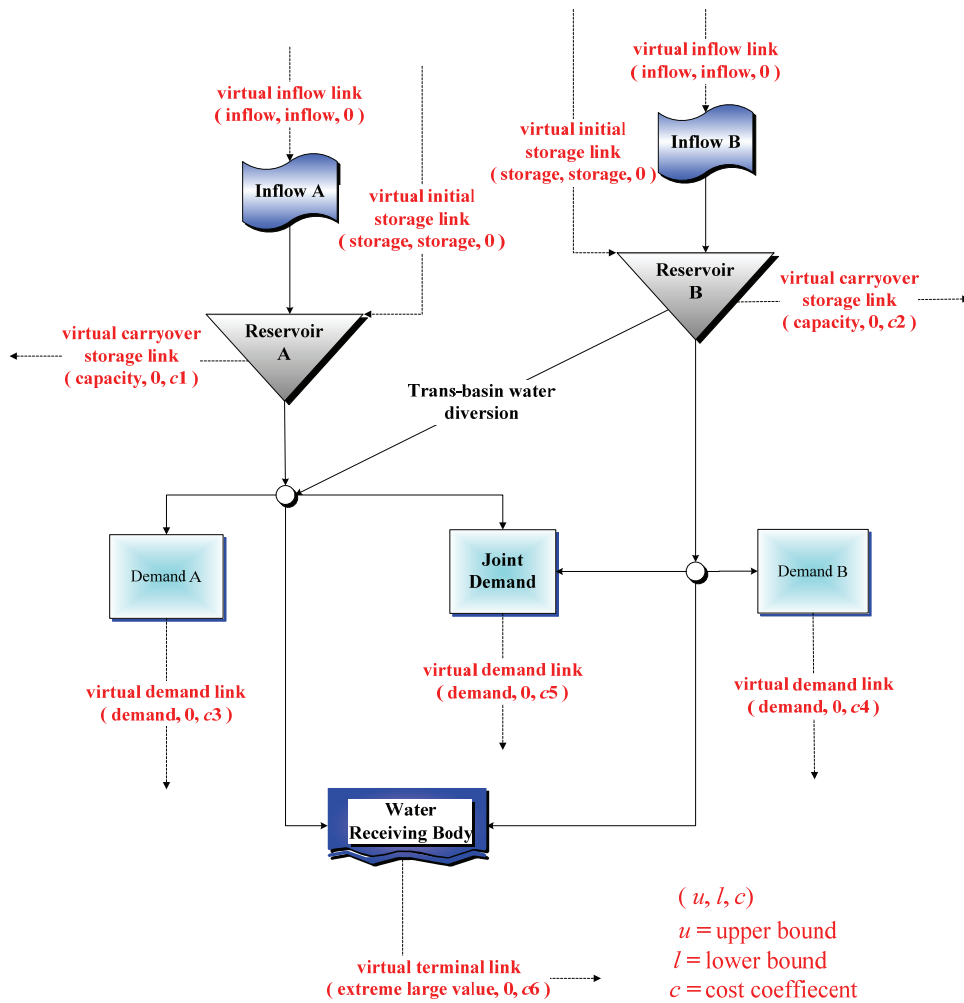 virtual inflow link
( inflow, inflow, 0 )
Inflow A
virtual initial
storage link
( storage, storage, 0 )
virtual inflow link
( inflow, inflow, 0 )
Inflow B
virtual initial
storage link
( storage, storage, 0 )
Reservoir
A
virtual carryover
storage link
( capacity, 0, c1 )
Reservoir
B
virtual carryover
storage link
( capacity, 0, c2 )
Trans-basin water
diversion
Demand A
Joint
Demand
Demand B
virtual demand link
( demand, 0, c3 )
virtual demand link
( demand, 0, c5 )
virtual demand link
( demand, 0, c4 )
Water
Receiving Body
virtual terminal link
( extreme large value, 0, c6 )
( u, l, c)
u = upper bound
l = lower bound
c = cost coeffiecent